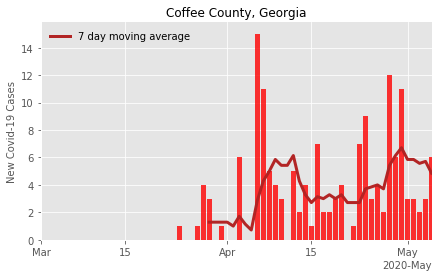 Coffee County, Georgia
7 day moving average
New Covid-19 Cases
14
12
10
8
6
4
2
0
Mar 15 Apr 15 May
2020-May